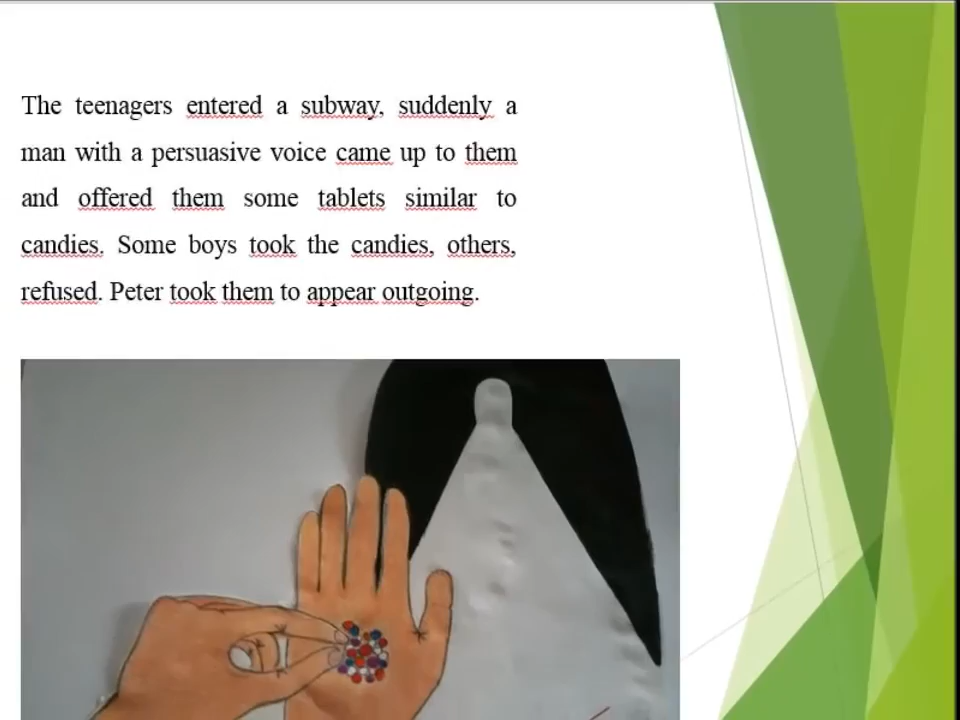 The teenagers entered a subway, suddenly a
man with a persuasive voice came up to them
and offered them some tablets similar to
candies. Some boys took the candies, others,
refused. Peter took them to appear outgoing.